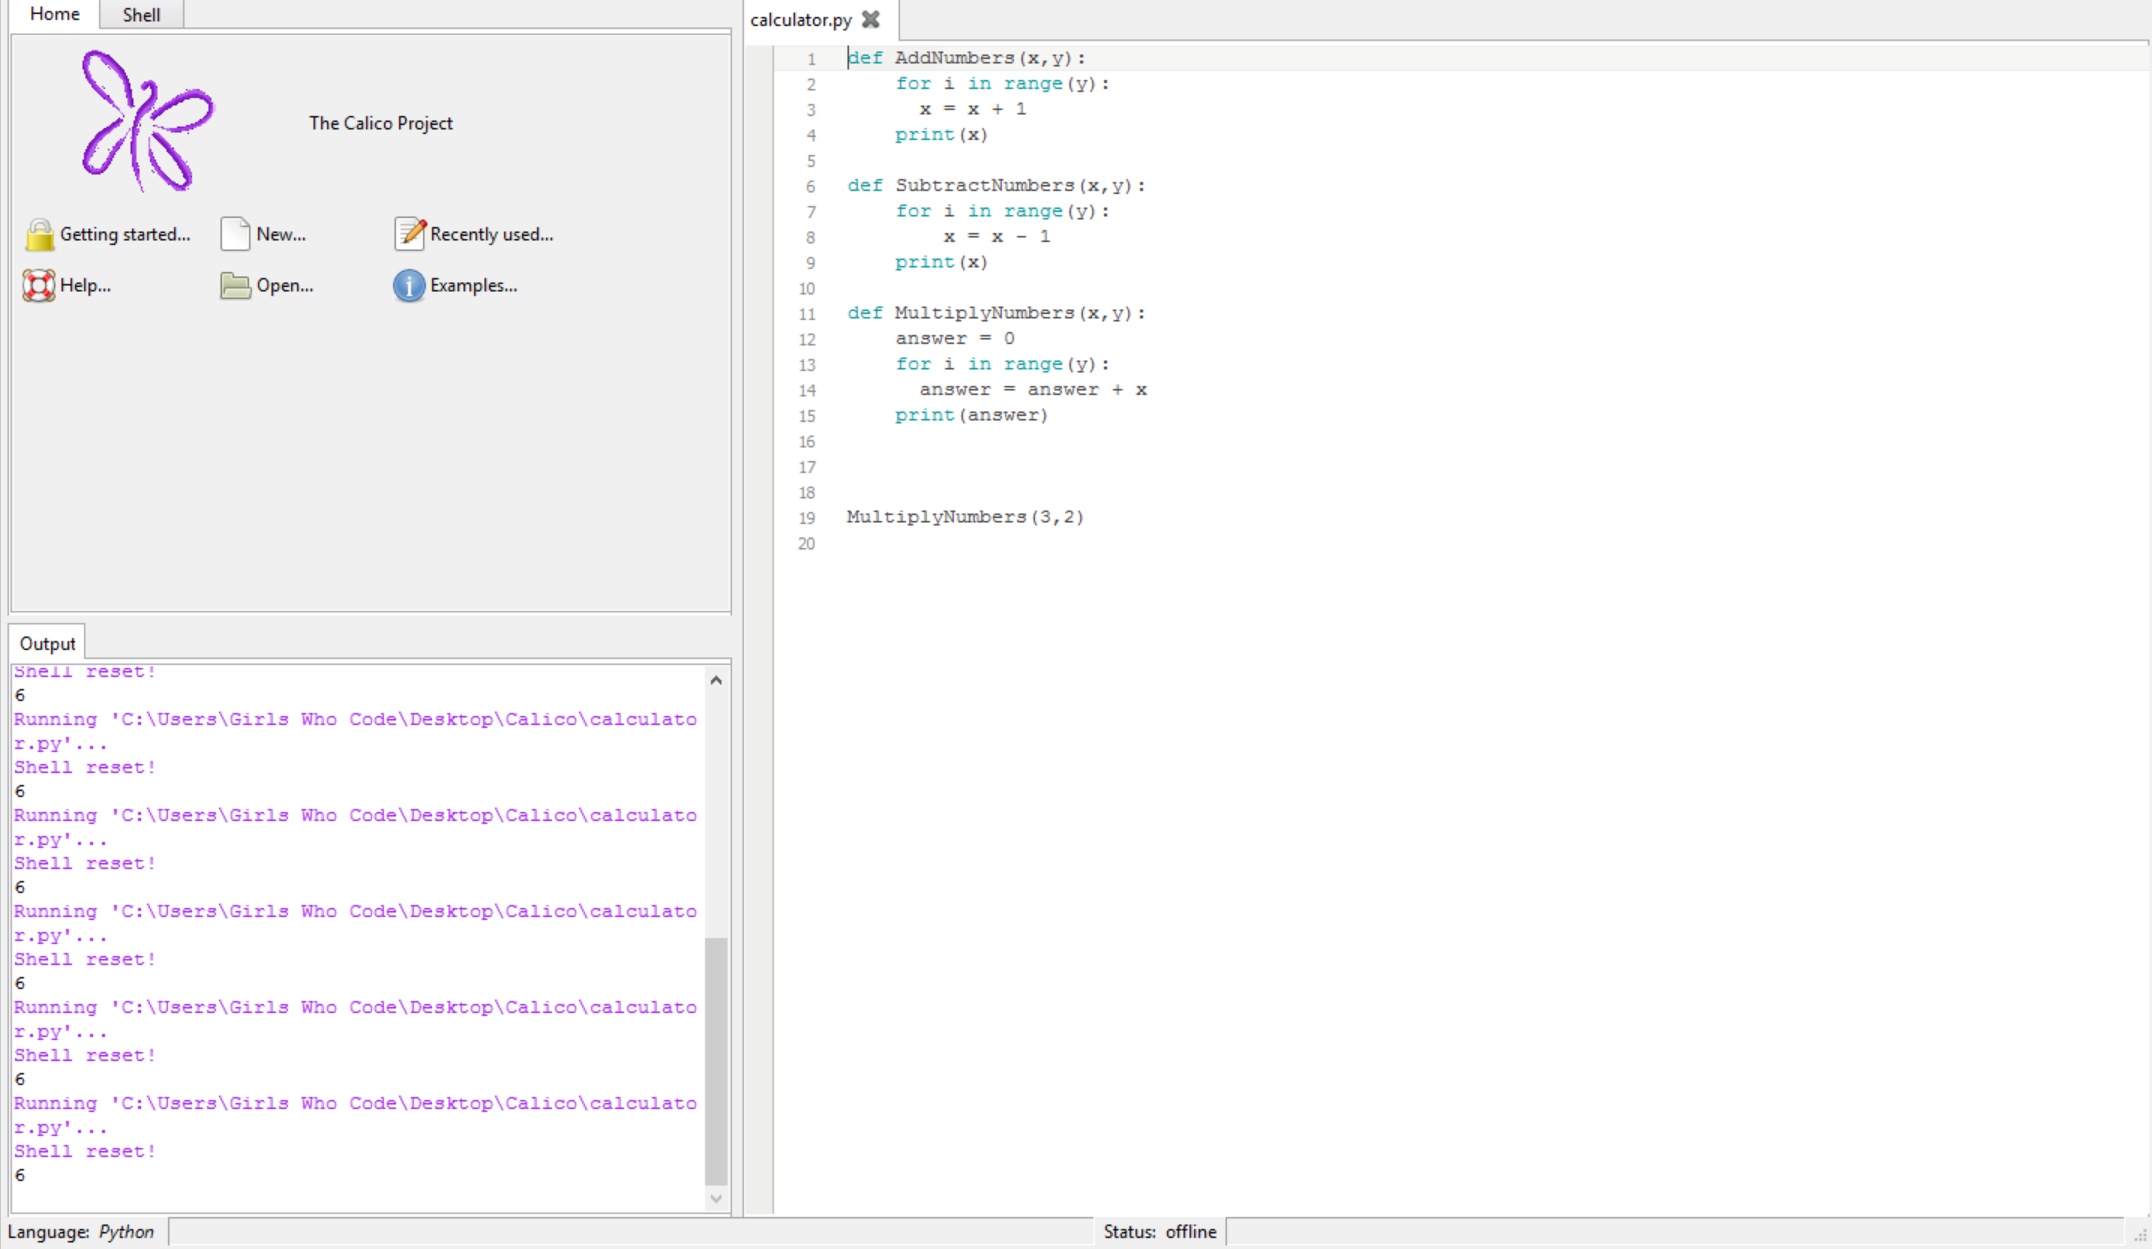 Home Shell
The Calico Project
Getting started... New... Recently used...
Help... Open... Examples...
Output
Shell reset!
6
Running 'C:\Users\Girls Who Code\Desktop\Calico\calculato
r.py'...
Shell reset!
6
Running 'C:\Users\Girls Who Code\Desktop\Calico\calculato
r.py'...
Shell reset!
6
Running 'C:\Users\Girls Who Code\Desktop\Calico\calculato
r.py'...
Shell reset!
6
Running 'C:\Users\Girls Who Code\Desktop\Calico\calculato
r.py'...
Shell reset!
6
Running 'C:\Users\Girls Who Code\Desktop\Calico\calculato
r.py'...
Shell reset!
6
calculator.py
1 def AddNumbers(x,y):
2     for i in range(y):
3       x = x + 1
4     print(x)
5
6 def SubtractNumbers(x,y):
7     for i in range(y):
8         x = x - 1
9     print(x)
10
11 def MultiplyNumbers(x,y):
12     answer = 0
13     for i in range(y):
14       answer = answer + x
15     print(answer)
16
17
18
19 MultiplyNumbers(3,2)
20
Language: Python Status: offline